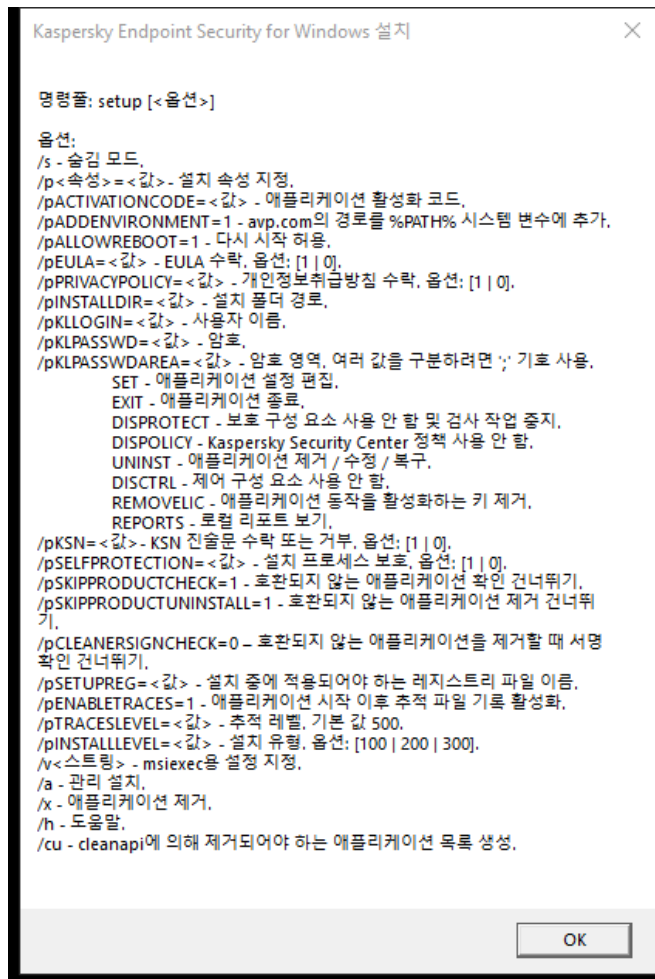 Kaspersky Endpoint Security for Windows 설치
명령줄: setup [<옵션>]
옵션:
/s - 숨김 모드.
/p<속성>=<값>- 설치 속성 지정.
/pACTIVATIONCODE=<값> - 애플리케이션 활성화 코드.
/pADDENVIRONMENT=1 - avp.com의 경로를 %PATH% 시스템 변수에 추가.
/pALLOWREBOOT=1 - 다시 시작 허용.
/pEULA=<값> - EULA 수락. 옵션: [1 | 0].
/pPRIVACYPOLICY=<값> - 개인정보취급방침 수락. 옵션: [1 | 0].
/pINSTALLDIR=<값> - 설치 폴더 경로.
/pKLLOGIN=<값> - 사용자 이름.
/pKLPASSWD=<값> - 암호.
/pKLPASSWDAREA=<값> - 암호 영역. 여러 값을 구분하려면 ';' 기호 사용.
SET - 애플리케이션 설정 편집.
EXIT - 애플리케이션 종료.
DISPROTECT - 보호 구성 요소 사용 안 함 및 검사 작업 중지.
DISPOLICY - Kaspersky Security Center 정책 사용 안 함.
UNINST - 애플리케이션 제거 / 수정 / 복구.
DISCTRL - 제어 구성 요소 사용 안 함.
REMOVELIC - 애플리케이션 동작을 활성화하는 키 제거.
REPORTS - 로컬 리포트 보기.
/pKSN=<값>- KSN 진술문 수락 또는 거부. 옵션: [1 | 0].
/pSELFPROTECTION=<값> - 설치 프로세스 보호. 옵션: [1 | 0].
/pSKIPPRODUCTCHECK=1 - 호환되지 않는 애플리케이션 확인 건너뛰기.
/pSKIPPRODUCTUNINSTALL=1 - 호환되지 않는 애플리케이션 제거 건너뛰
기.
/pCLEANERSIGNCHECK=0 – 호환되지 않는 애플리케이션을 제거할 때 서명
확인 건너뛰기.
/pSETUPREG=<값> - 설치 중에 적용되어야 하는 레지스트리 파일 이름.
/pENABLETRACES=1 - 애플리케이션 시작 이후 추적 파일 기록 활성화.
/pTRACESLEVEL=<값> - 추적 레벨. 기본 값 500.
/pINSTALLLEVEL=<값> - 설치 유형. 옵션: [100 | 200 | 300].
/v<스트링> - msiexec용 설정 지정.
/a - 관리 설치.
/x - 애플리케이션 제거.
/h - 도움말.
/cu - cleanapi에 의해 제거되어야 하는 애플리케이션 목록 생성.
OK